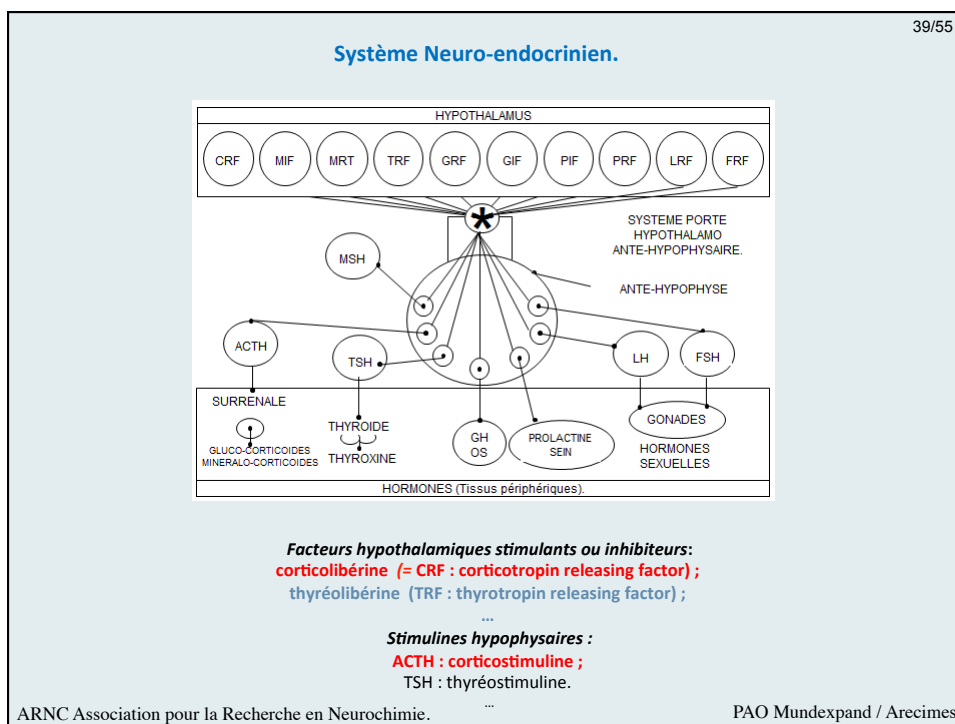 39/55
Système Neuro-endocrinien.
HYPOTHALAMUS
CRF MIF MRT TRF GRF GIF PIF PRF LRF FRF
*
SYSTEME PORTE
HYPOTHALAMO
ANTE-HYPOPHYSAIRE.
MSH
ANTE-HYPOPHYSE
ACTH
TSH
LH
FSH
SURRENALE
GLUCO-CORTICOIDES
MINERALO-CORTICOIDES
THYROIDE
THYROXINE
GH
OS
PROLACTINE
SEIN
GONADES
HORMONES
SEXUELLES
HORMONES (Tissus périphériques).
Facteurs hypothalamiques stimulants ou inhibiteurs:
corticolibérine (= CRF : corticotropin releasing factor) ;
thyréolibérine (TRF : thyrotropin releasing factor) ;
...
Stimulines hypophysaires :
ACTH : corticostimuline ;
TSH : thyréostimuline.
...
ARNC Association pour la Recherche en Neurochimie.
PAO Mundexpand / Arecimes